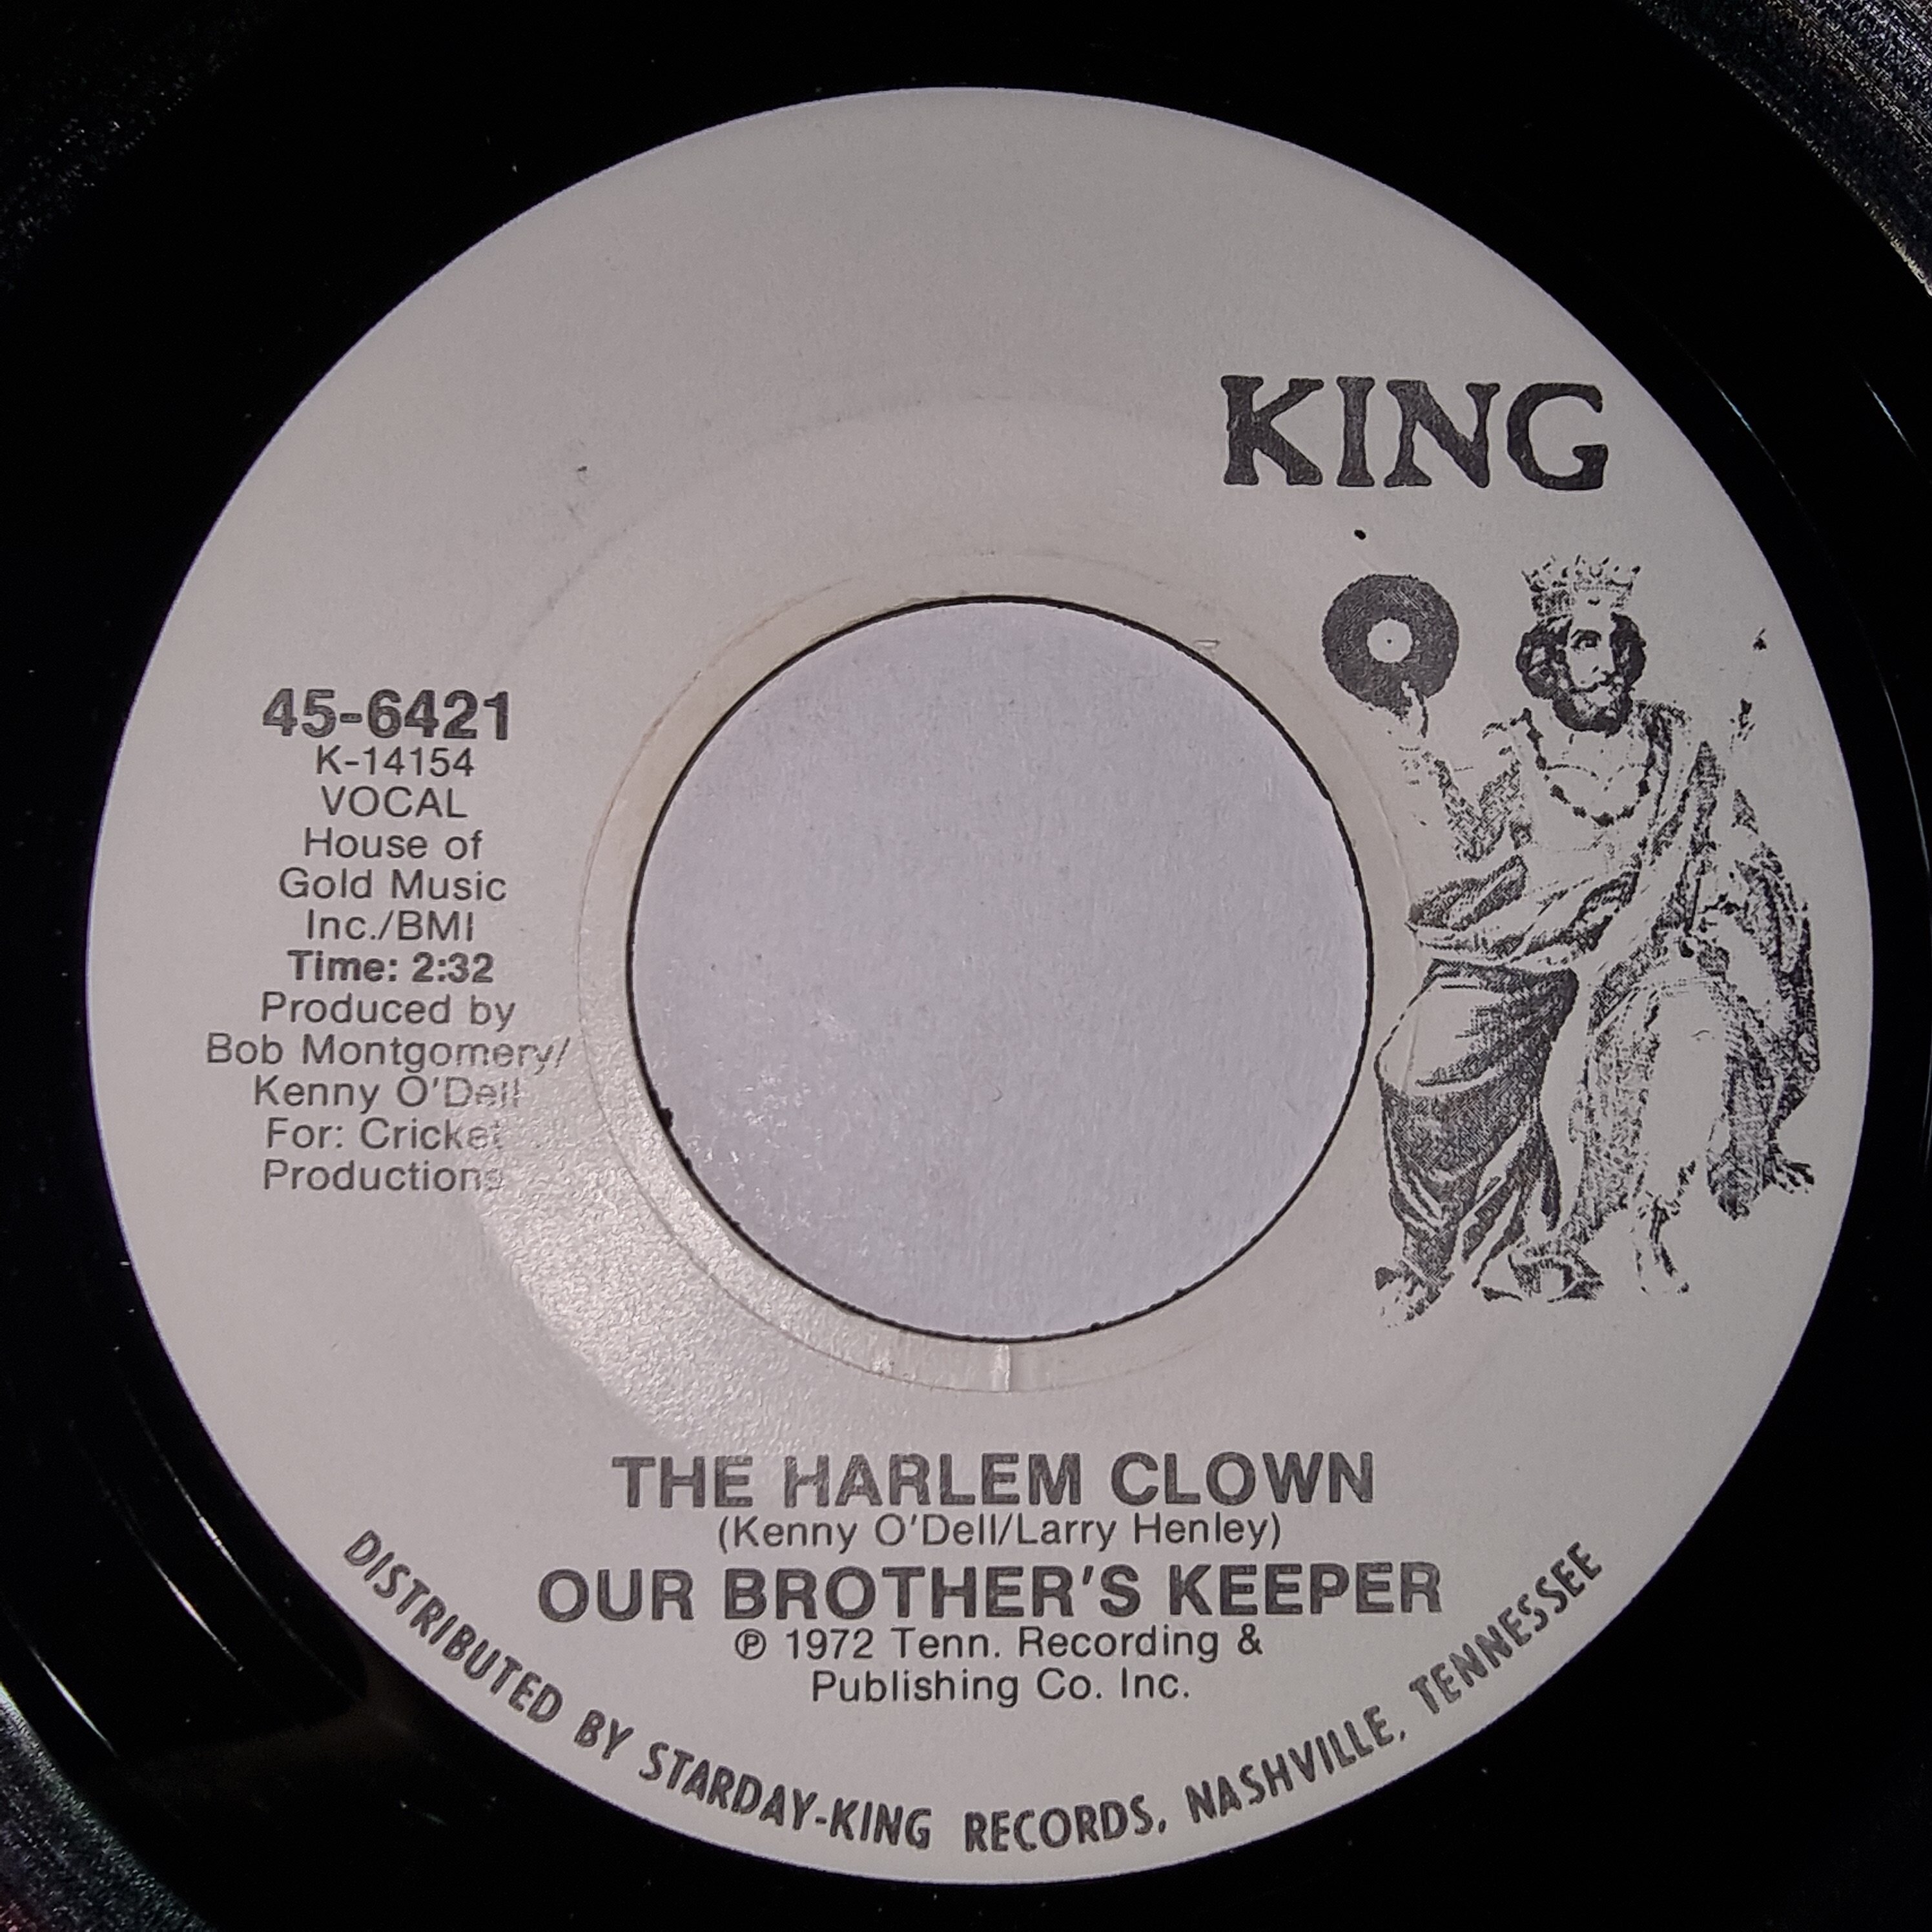 KING
45-6421
K-14154
VOCAL
House of
Gold Music
Inc./BMI
Time: 2:32
Produced by
Bob Montgomery/
Kenny O'Dell
For: Cricket
Productions
THE HARLEM CLOWN
(Kenny O'Dell/Larry Henley)
OUR BROTHER'S KEEPER
℗ 1972 Tenn. Recording &
Publishing Co. Inc.
DISTRIBUTED BY STARDAY-KING RECORDS, NASHVILLE, TENNESSEE